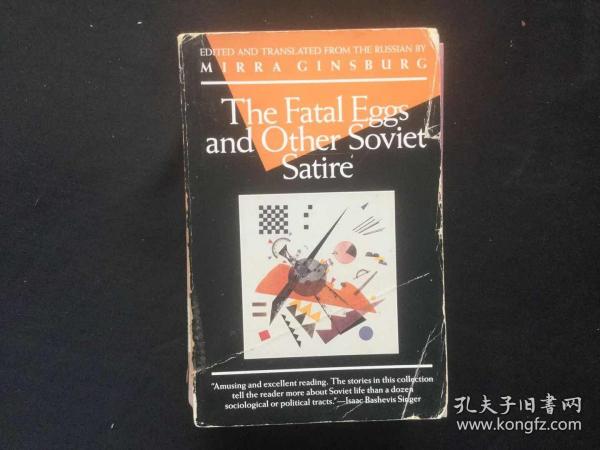 EDITED AND TRANSLATED FROM THE RUSSIAN BY
MIRRA GINSBURG
The Fatal Eggs
and Other Soviet
Satire
"Amusing and excellent reading. The stories in this collection
tell the reader more about Soviet life than a dozen
sociological or political tracts."—Isaac Bashevis Singer
孔夫子旧书网
www.kongfz.com